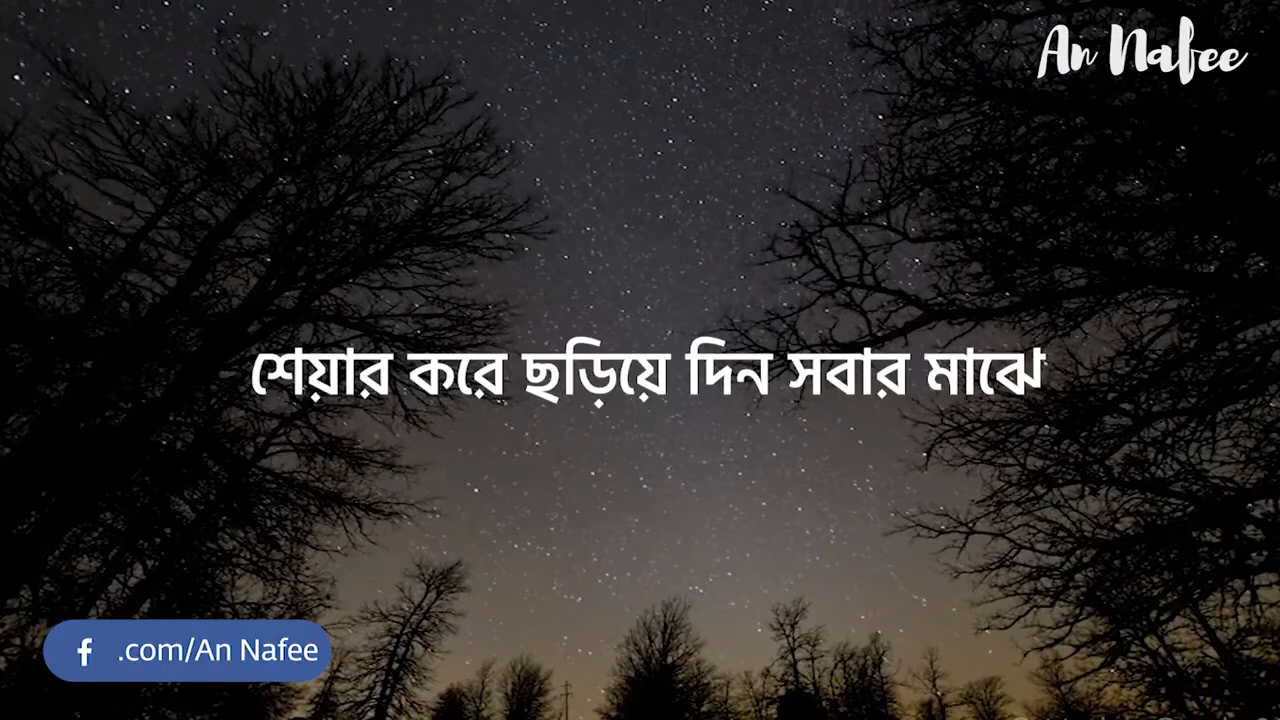 An Nafee
শেয়ার করে ছড়িয়ে দিন সবার মাঝে
f .com/An Nafee